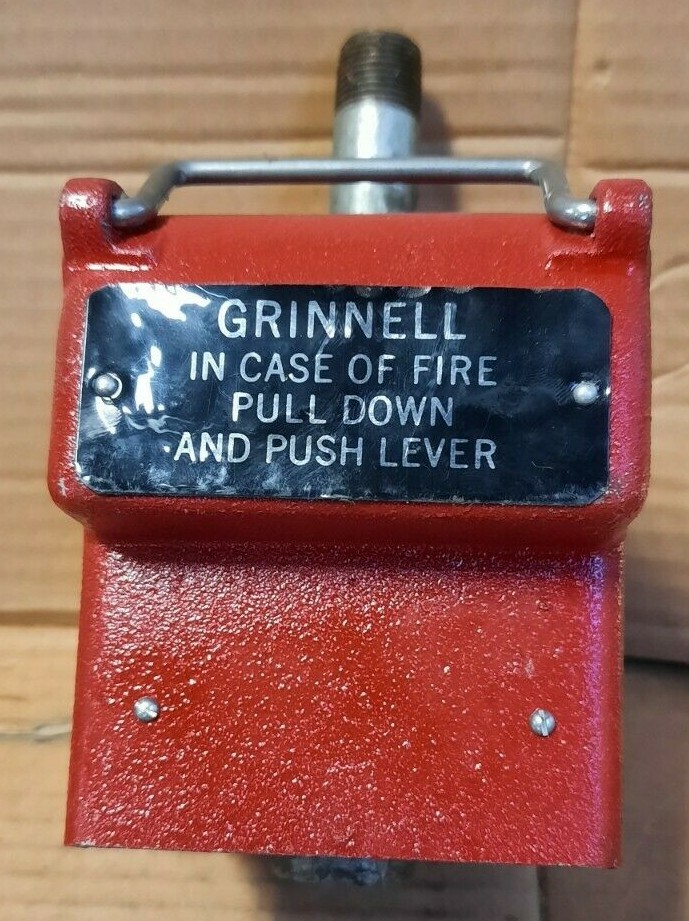 GRINNELL
IN CASE OF FIRE
PULL DOWN
AND PUSH LEVER